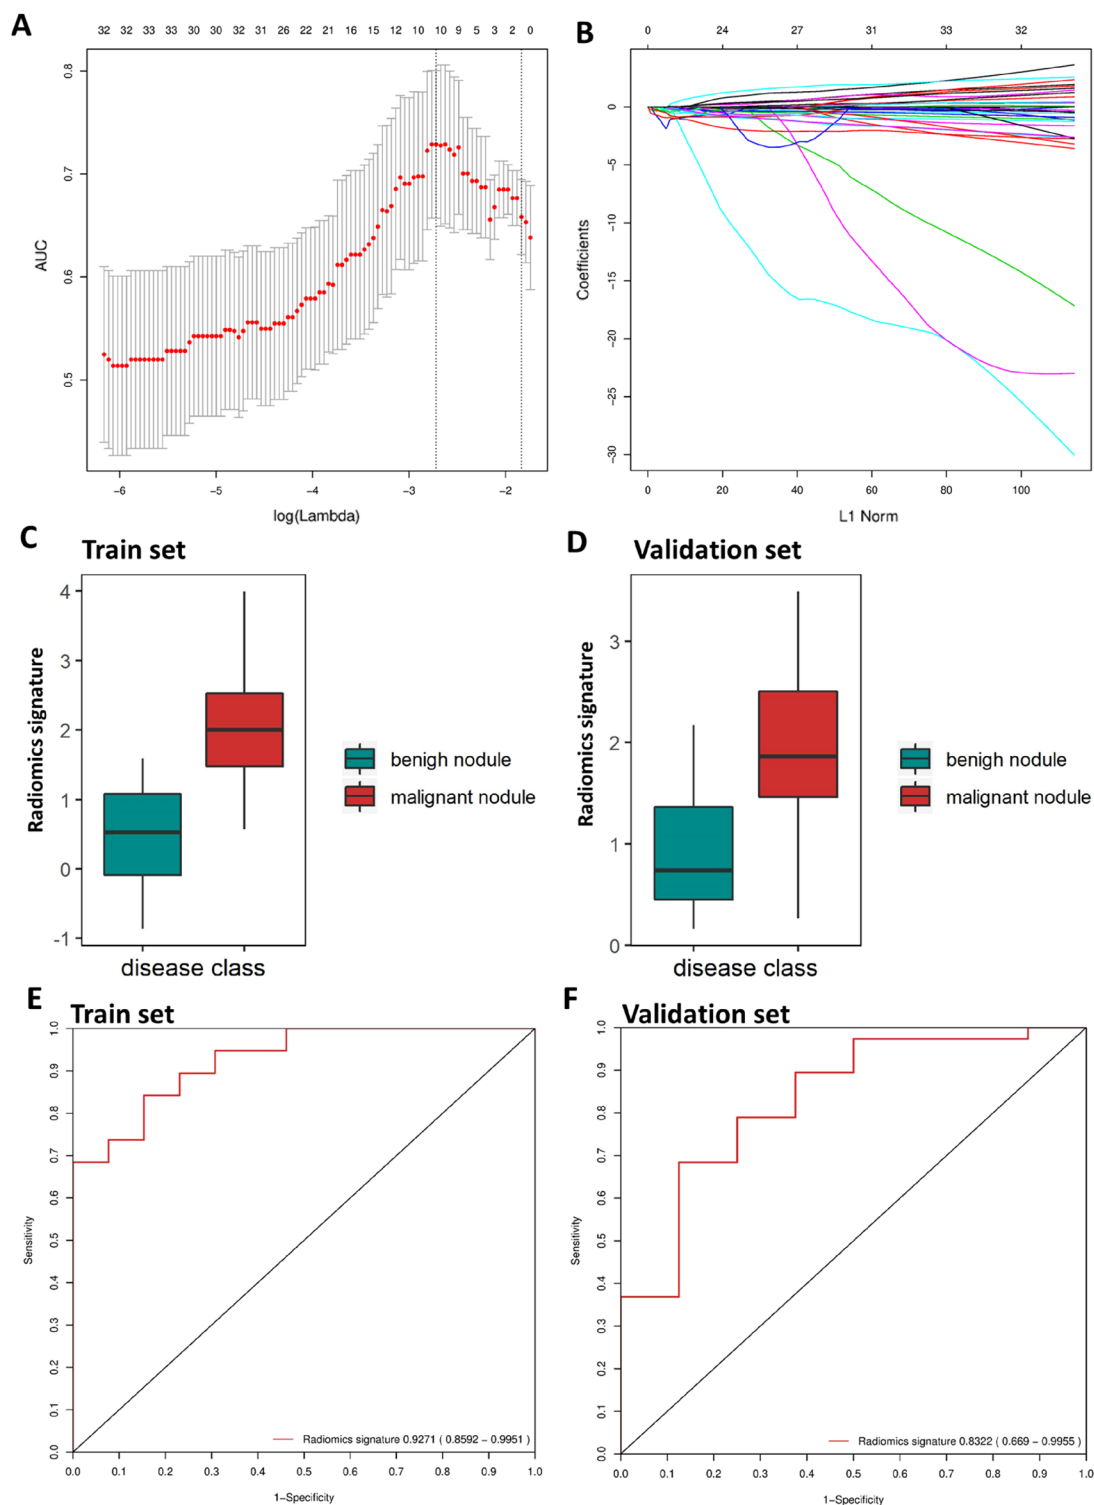 A
32 32 33 33 30 30 32 31 26 22 21 16 15 12 10 10 9 5 3 2 0
0.8
0.7
0.6
0.5
AUC
−6 −5 −4 −3 −2
log(Lambda)
B
0 24 27 31 33 32
0
−5
−10
−15
−20
−25
−30
Coefficients
0 20 40 60 80 100
L1 Norm
C
Train set
4
3
2
1
0
-1
Radiomics signature
disease class
benigh nodule
malignant nodule
D
Validation set
3
2
1
0
Radiomics signature
disease class
benigh nodule
malignant nodule
E
Train set
1.0
0.9
0.8
0.7
0.6
0.5
0.4
0.3
0.2
0.1
0.0
Sensitivity
Radiomics signature 0.9271 ( 0.8592 − 0.9951 )
0.0 0.1 0.2 0.3 0.4 0.5 0.6 0.7 0.8 0.9 1.0
1−Specificity
F
Validation set
1.0
0.9
0.8
0.7
0.6
0.5
0.4
0.3
0.2
0.1
0.0
Sensitivity
Radiomics signature 0.8322 ( 0.669 − 0.9955 )
0.0 0.1 0.2 0.3 0.4 0.5 0.6 0.7 0.8 0.9 1.0
1−Specificity